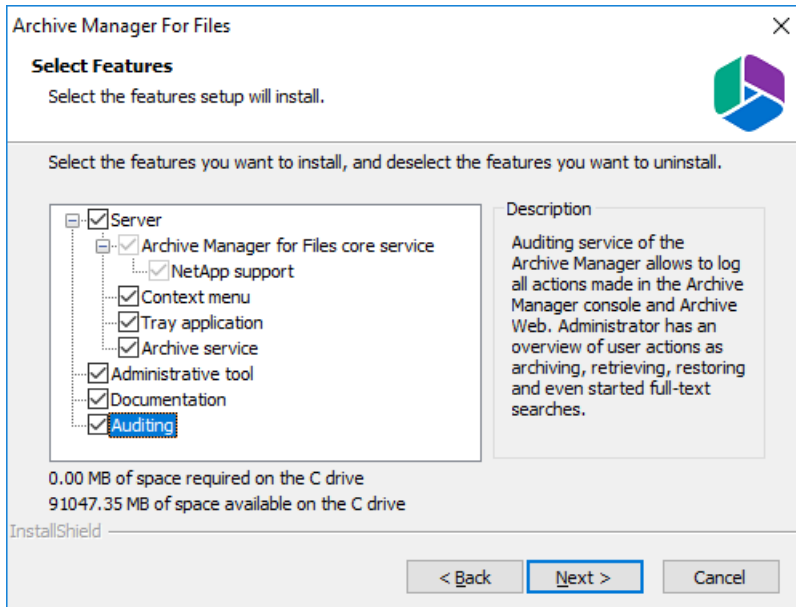 Archive Manager For Files
Select Features
Select the features setup will install.
Select the features you want to install, and deselect the features you want to uninstall.
Server
Archive Manager for Files core service
NetApp support
Context menu
Tray application
Archive service
Administrative tool
Documentation
Auditing
Description
Auditing service of the
Archive Manager allows to log
all actions made in the Archive
Manager console and Archive
Web. Administrator has an
overview of user actions as
archiving, retrieving, restoring
and even started full-text
searches.
0.00 MB of space required on the C drive
91047.35 MB of space available on the C drive
InstallShield
< Back
Next >
Cancel